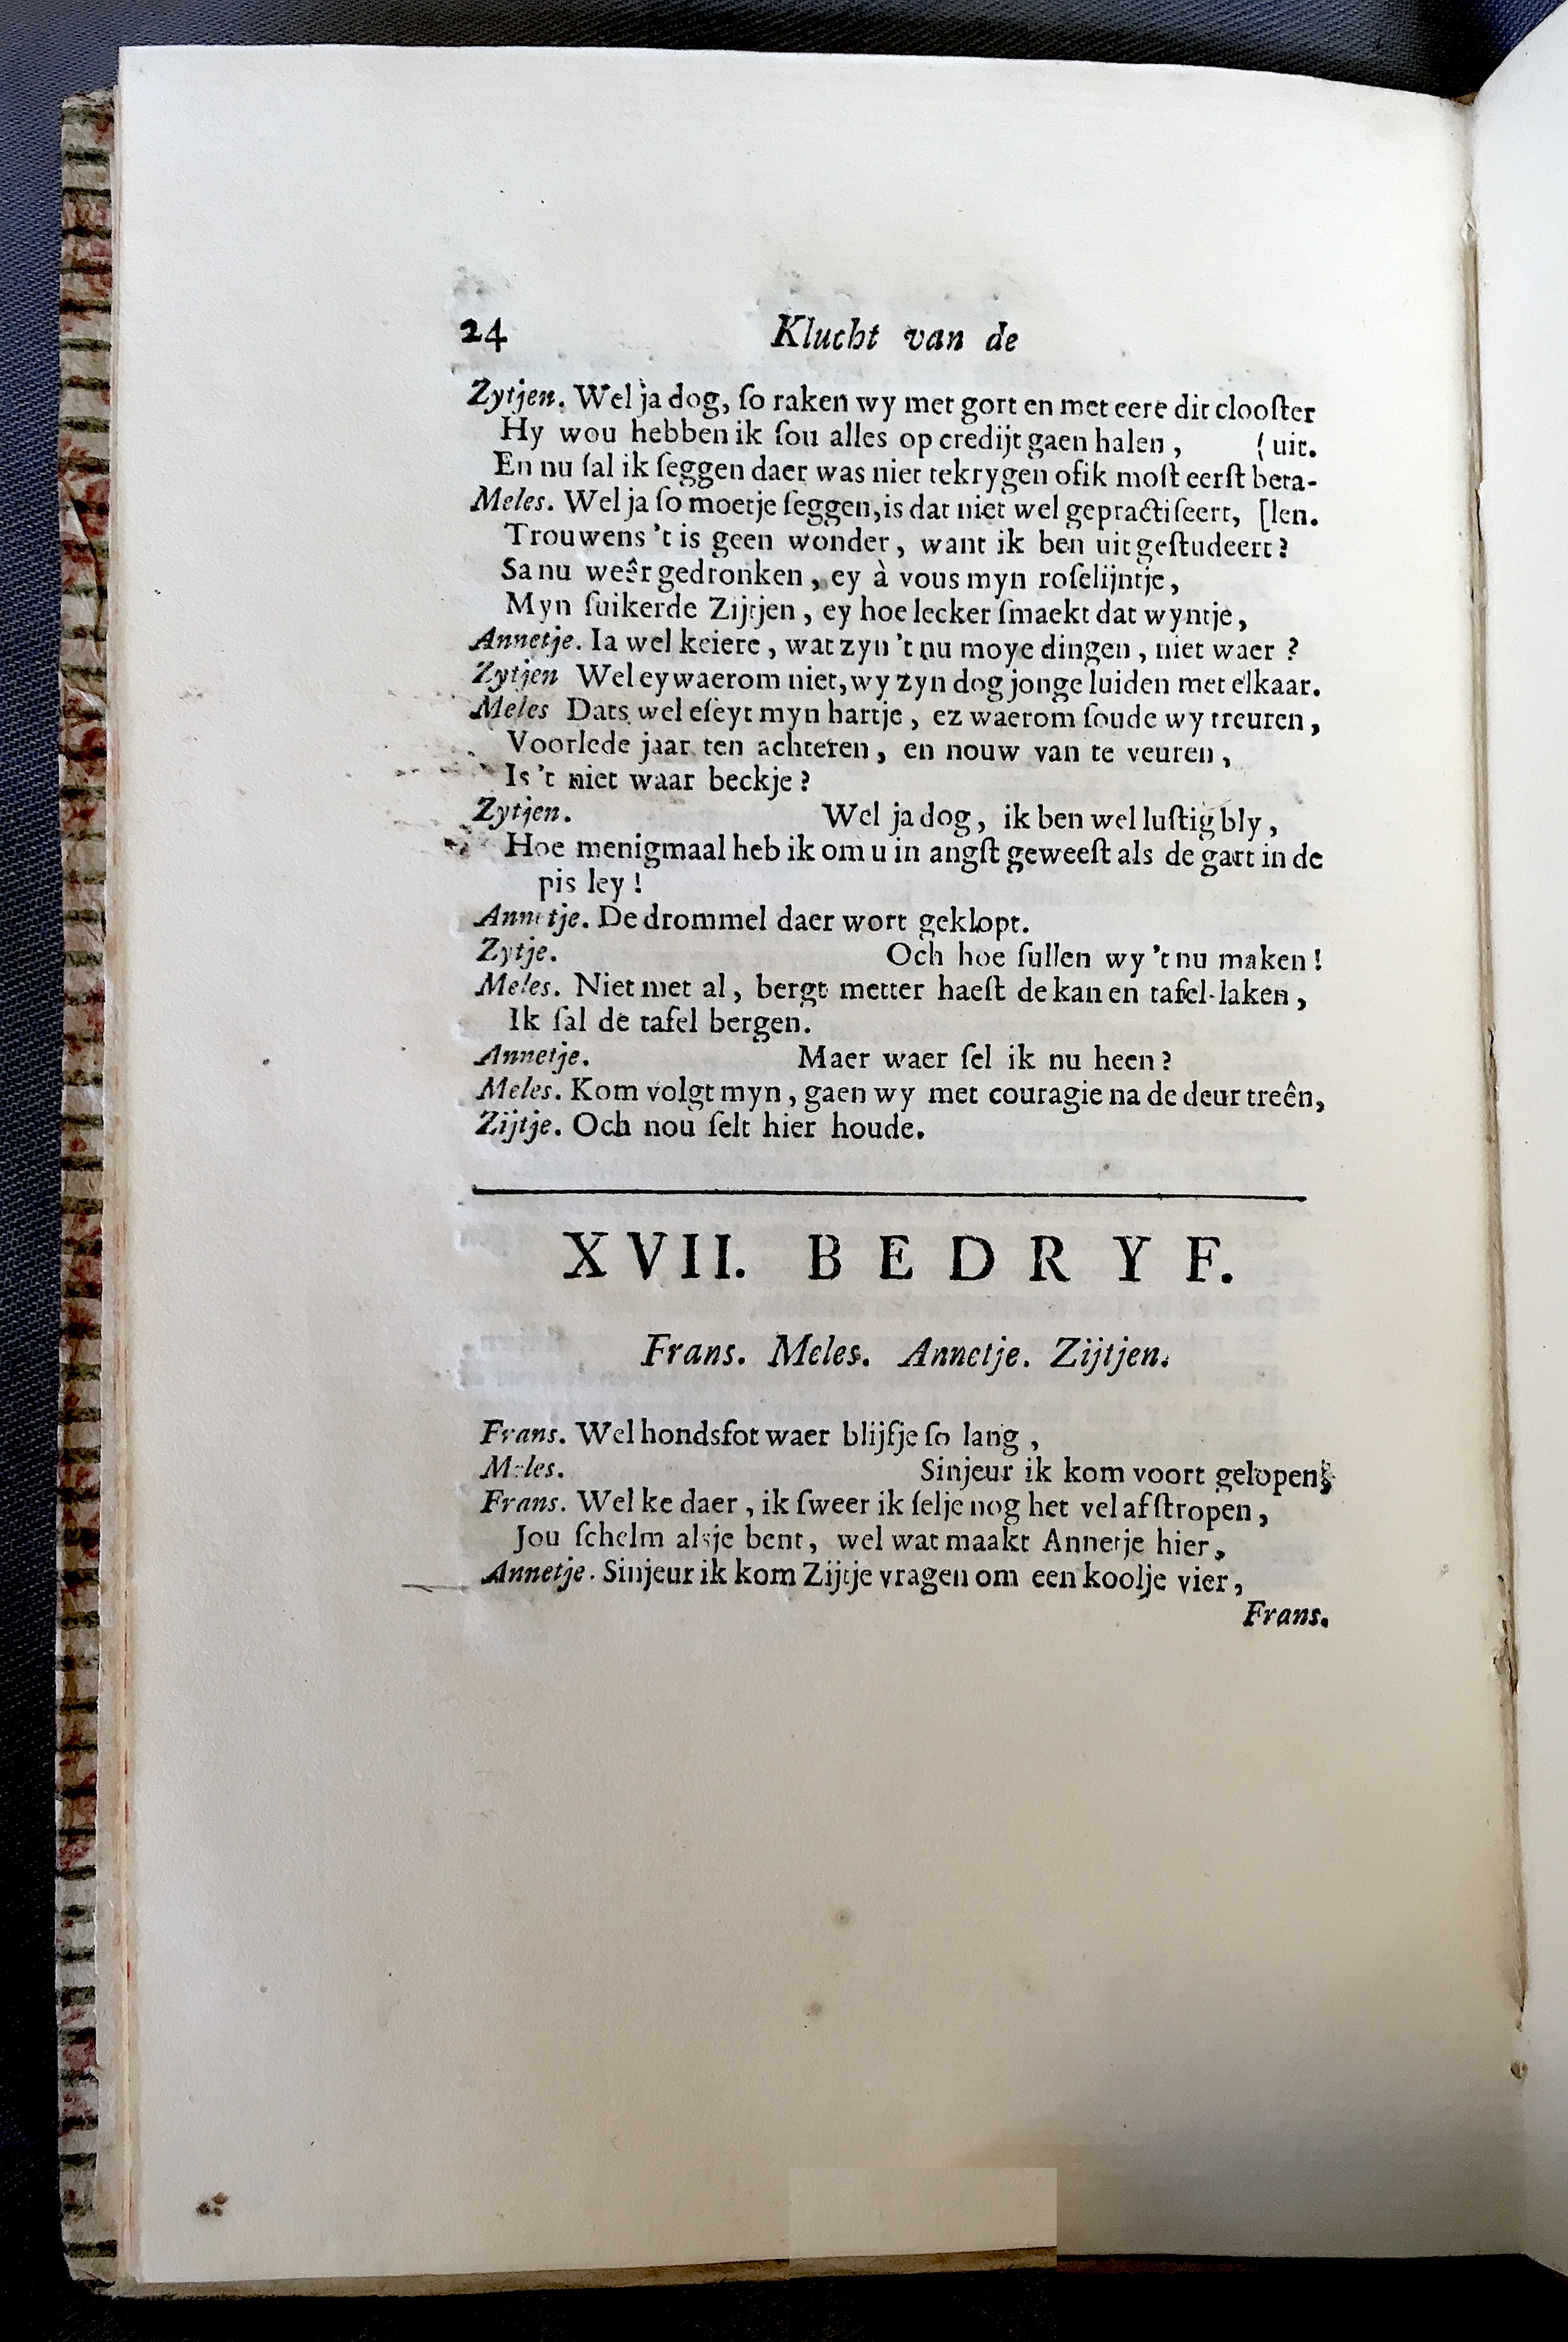 24 Klucht van de
Zytjen. Wel ja dog, ſo raken wy met gort en met eere dit clooſter
Hy wou hebben ik ſou alles op credijt gaen halen, (uit.
En nu ſal ik ſeggen daer was niet tekrygen ofik moſt eerſt beta-
Meles. Wel ja ſo moetje ſeggen, is dat niet wel gepractiſeert, [len.
Trouwens 't is geen wonder, want ik ben uitgeſtudeert?
Sa nu weêr gedronken, ey à vous myn roſelijntje,
Myn ſuikerde Zijtjen, ey hoe lecker ſmaekt dat wyntje,
Annetje. Ia wel keiere, wat zyn 't nu moye dingen, niet waer?
Zytjen Wel ey waerom niet, wy zyn dog jonge luiden met elkaar.
Meles Dats wel eſeyt myn hartje, ez waerom ſoude wy treuren,
Voorlede jaar ten achteren, en nouw van te veuren,
Is 't niet waar beckje?
Zytjen. Wel ja dog, ik ben wel luſtig bly,
Hoe menigmaal heb ik om u in angſt geweeſt als de gart in de
pis ley!
Annetje. De drommel daer wort geklopt.
Zytje. Och hoe ſullen wy 't nu maken!
Meles. Niet met al, bergt metter haeſt de kan en tafel-laken,
Ik ſal de tafel bergen.
Annetje. Maer waer ſel ik nu heen?
Meles. Kom volgt myn, gaen wy met couragie na de deur treên,
Zijtje. Och nou ſelt hier houde.
XVII. BEDRYF.
Frans. Meles. Annetje. Zijtjen.
Frans. Wel hondsfot waer blijfje ſo lang,
Meles. Sinjeur ik kom voort gelopen,
Frans. Wel ke daer, ik ſweer ik ſelje nog het vel afſtropen,
Jou ſchelm alsje bent, wel wat maakt Annetje hier,
Annetje. Sinjeur ik kom Zijtje vragen om een koolje vier,
Frans.